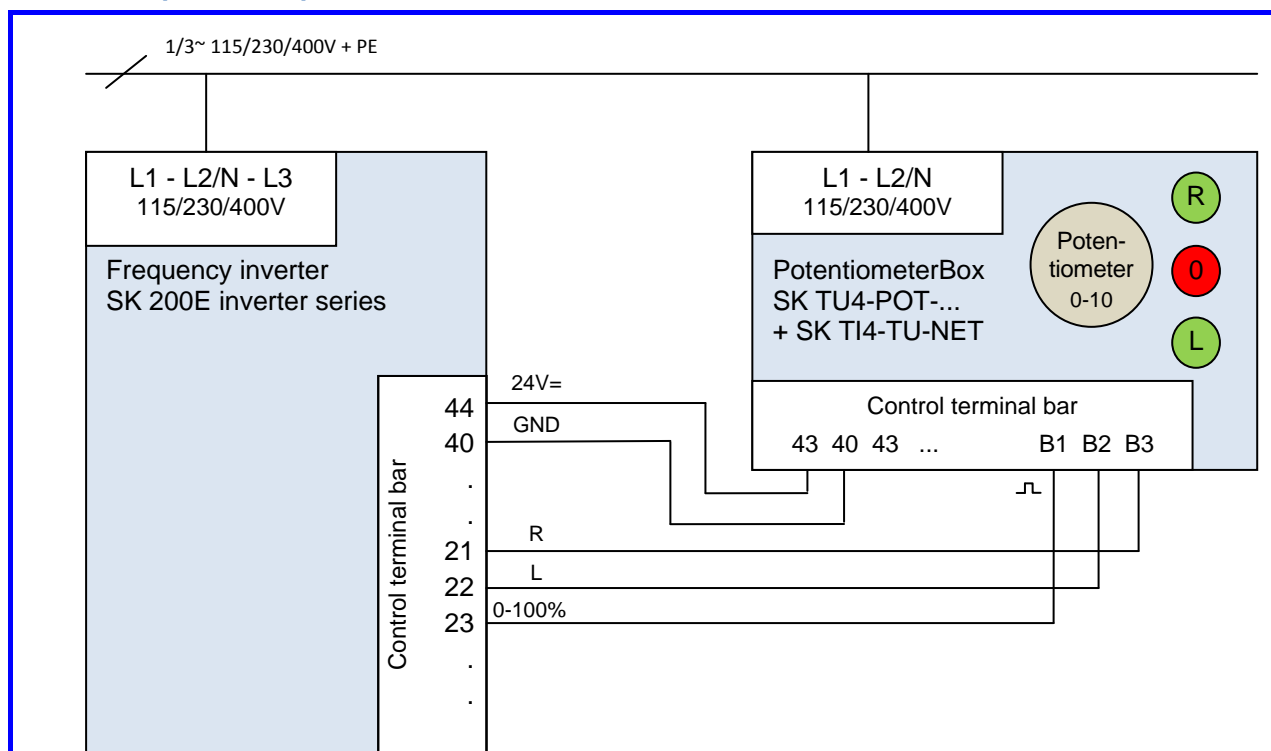 1/3~ 115/230/400V + PE
L1 - L2/N - L3
115/230/400V
Frequency inverter
SK 200E inverter series
Control terminal bar
44
40
.
.
21
22
23
.
.
24V=
GND
R
L
0-100%
L1 - L2/N
115/230/400V
PotentiometerBox
SK TU4-POT-...
+ SK TI4-TU-NET
Poten-
tiometer
0-10
R
0
L
Control terminal bar
43 40 43 ... B1 B2 B3